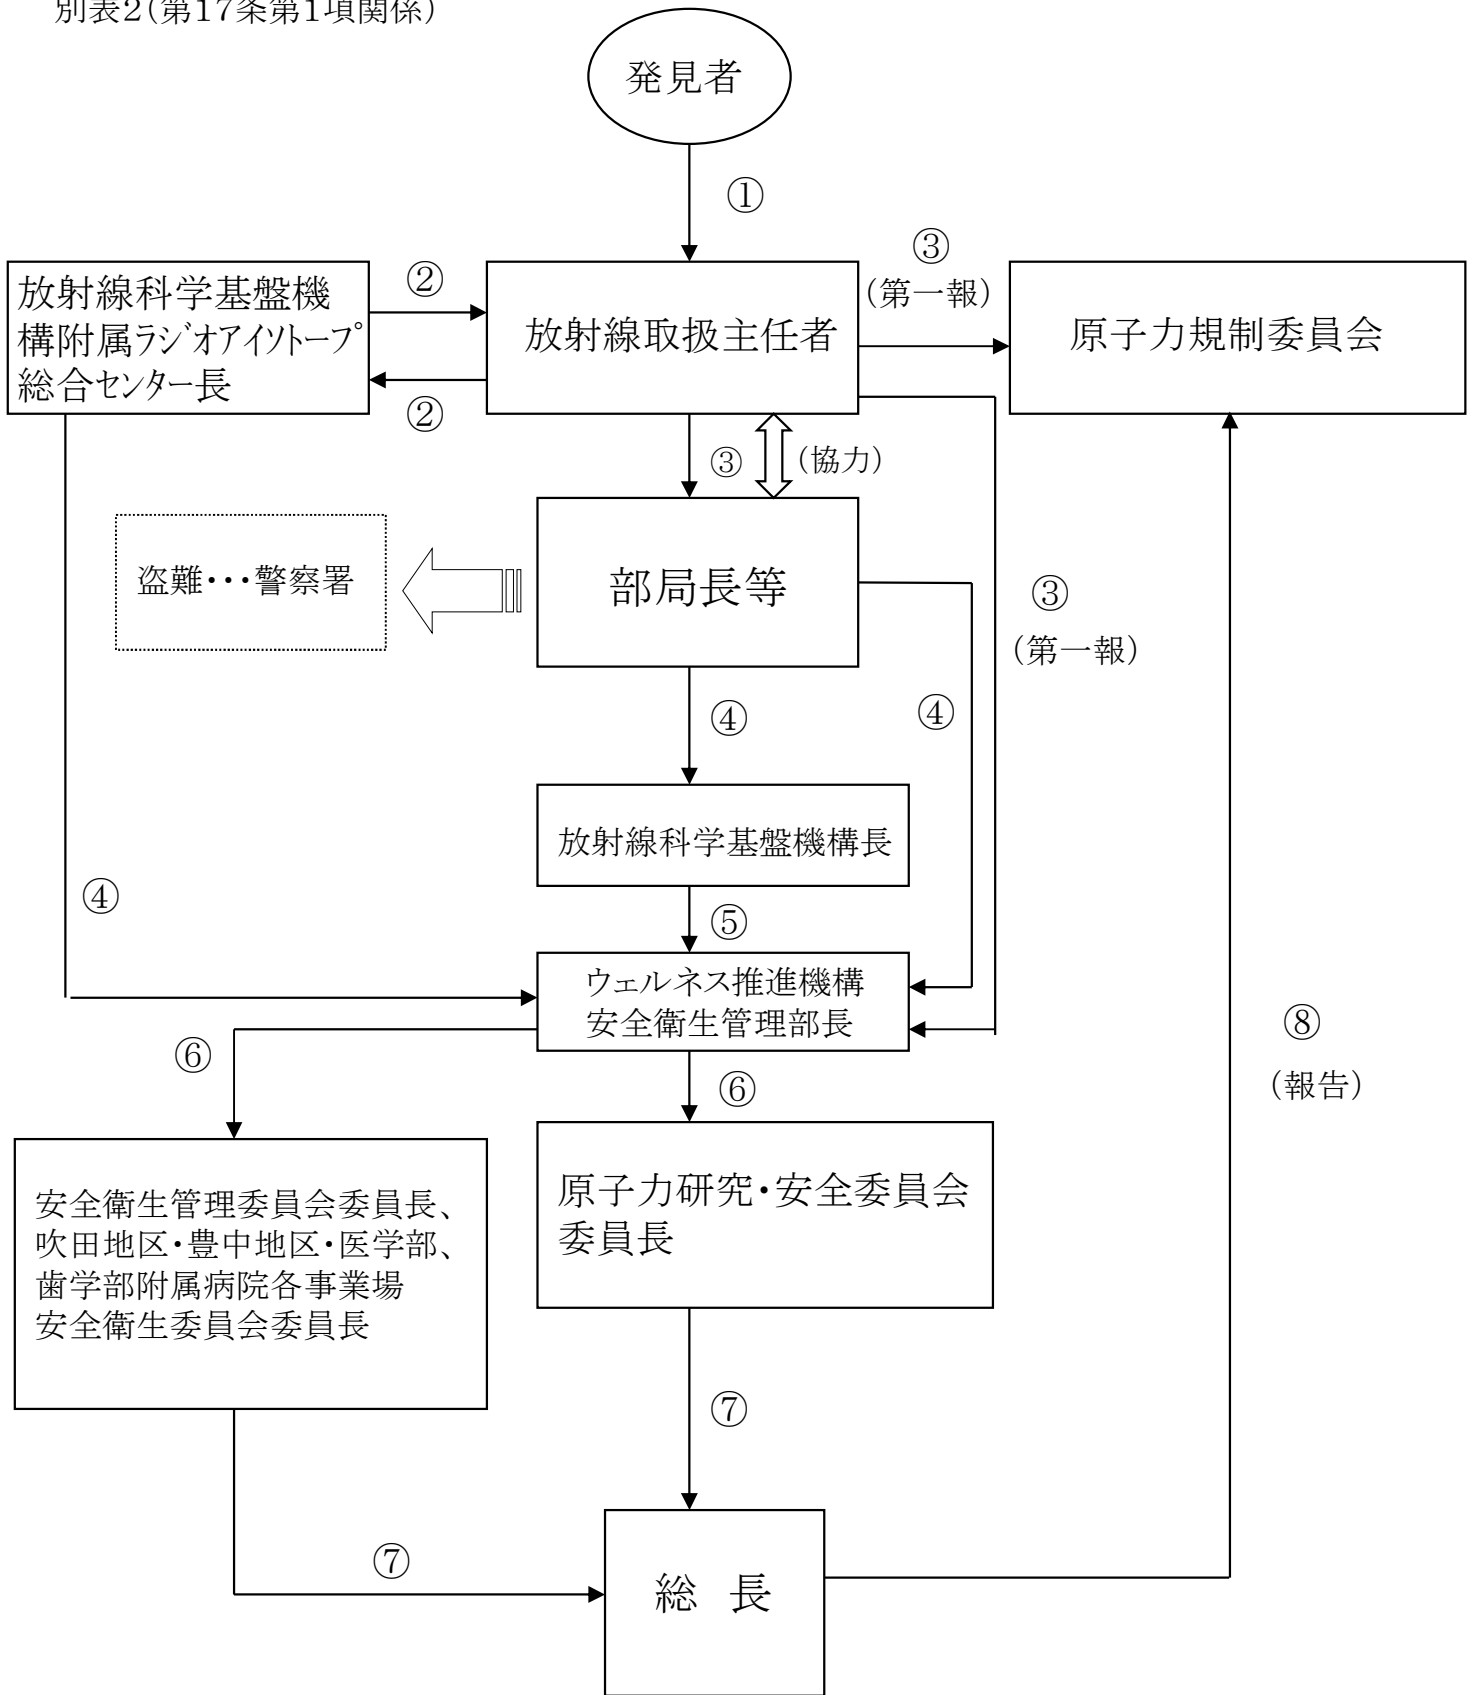 別表2(第17条第1項関係)
発見者
①
③
(第一報)
②
放射線科学基盤機
構附属ラジオアイソトープ
総合センター長
放射線取扱主任者
原子力規制委員会
②
③
(協力)
盗難・・・警察署
部局長等
③
(第一報)
④
④
放射線科学基盤機構長
④
⑤
ウェルネス推進機構
安全衛生管理部長
⑧
(報告)
⑥
⑥
安全衛生管理委員会委員長、
吹田地区・豊中地区・医学部、
歯学部附属病院各事業場
安全衛生委員会委員長
原子力研究・安全委員会
委員長
⑦
⑦
総 長